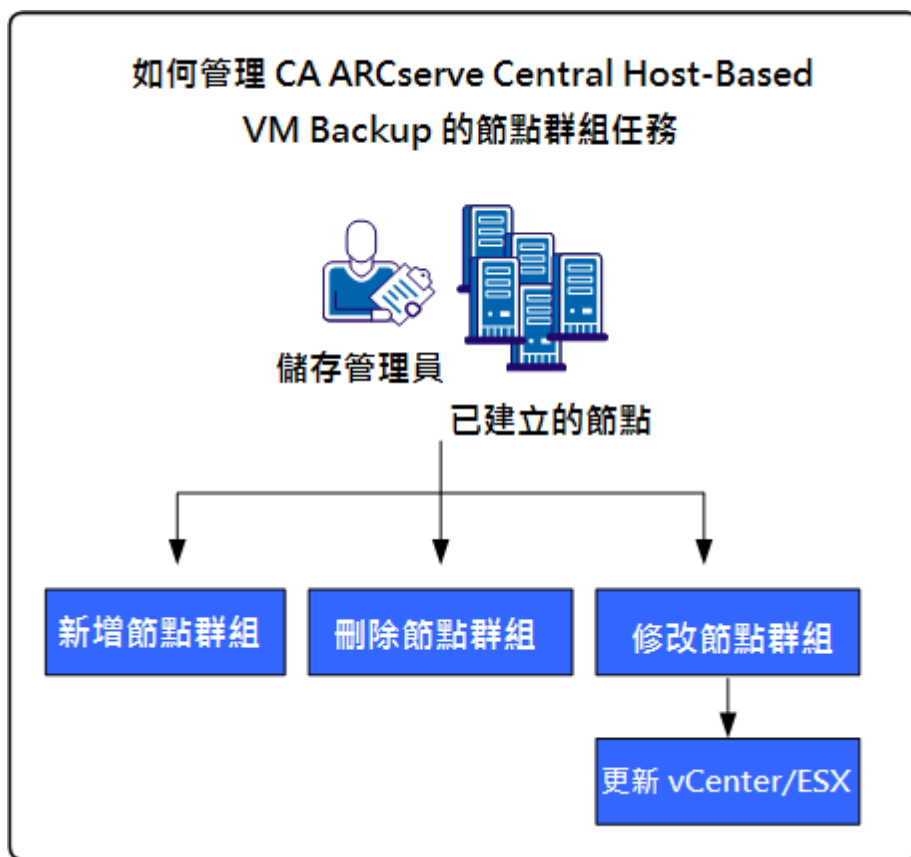 如何管理 CA ARCserve Central Host-Based
VM Backup 的節點群組任務
儲存管理員
已建立的節點
新增節點群組
刪除節點群組
修改節點群組
更新 vCenter/ESX